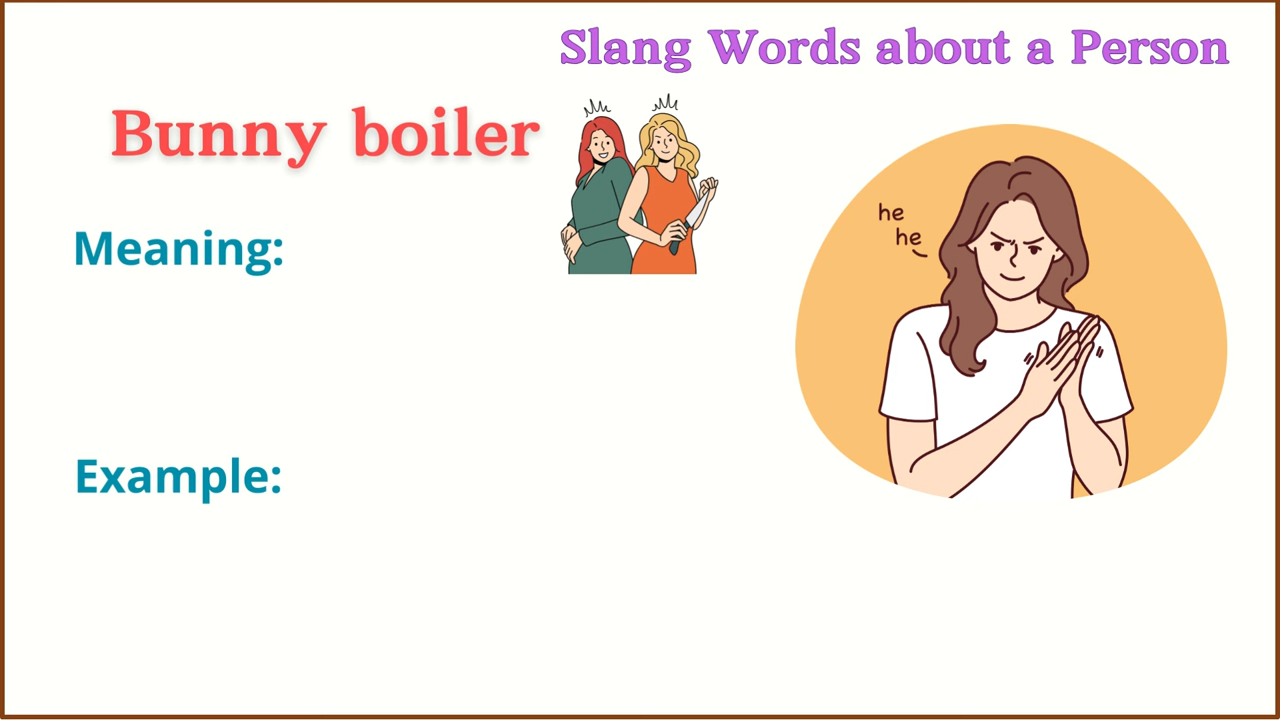 Slang Words about a Person
Bunny boiler
Meaning:
he
he
Example: